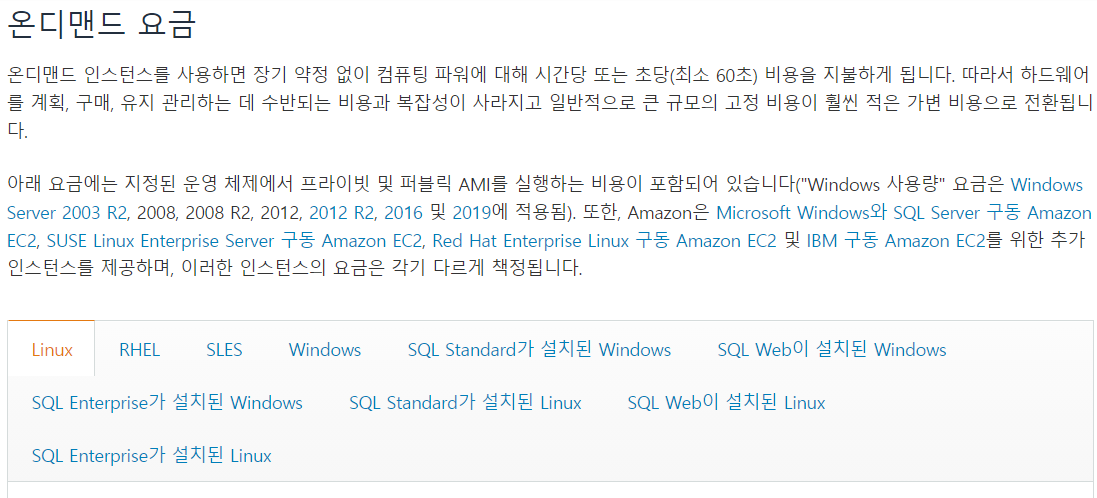 온디맨드 요금
온디맨드 인스턴스를 사용하면 장기 약정 없이 컴퓨팅 파워에 대해 시간당 또는 초당(최소 60초) 비용을 지불하게 됩니다. 따라서 하드웨어
를 계획, 구매, 유지 관리하는 데 수반되는 비용과 복잡성이 사라지고 일반적으로 큰 규모의 고정 비용이 훨씬 적은 가변 비용으로 전환됩니
다.
아래 요금에는 지정된 운영 체제에서 프라이빗 및 퍼블릭 AMI를 실행하는 비용이 포함되어 있습니다("Windows 사용량" 요금은 Windows
Server 2003 R2, 2008, 2008 R2, 2012, 2012 R2, 2016 및 2019에 적용됨). 또한, Amazon은 Microsoft Windows와 SQL Server 구동 Amazon
EC2, SUSE Linux Enterprise Server 구동 Amazon EC2, Red Hat Enterprise Linux 구동 Amazon EC2 및 IBM 구동 Amazon EC2를 위한 추가
인스턴스를 제공하며, 이러한 인스턴스의 요금은 각기 다르게 책정됩니다.
Linux RHEL SLES Windows SQL Standard가 설치된 Windows SQL Web이 설치된 Windows
SQL Enterprise가 설치된 Windows SQL Standard가 설치된 Linux SQL Web이 설치된 Linux
SQL Enterprise가 설치된 Linux